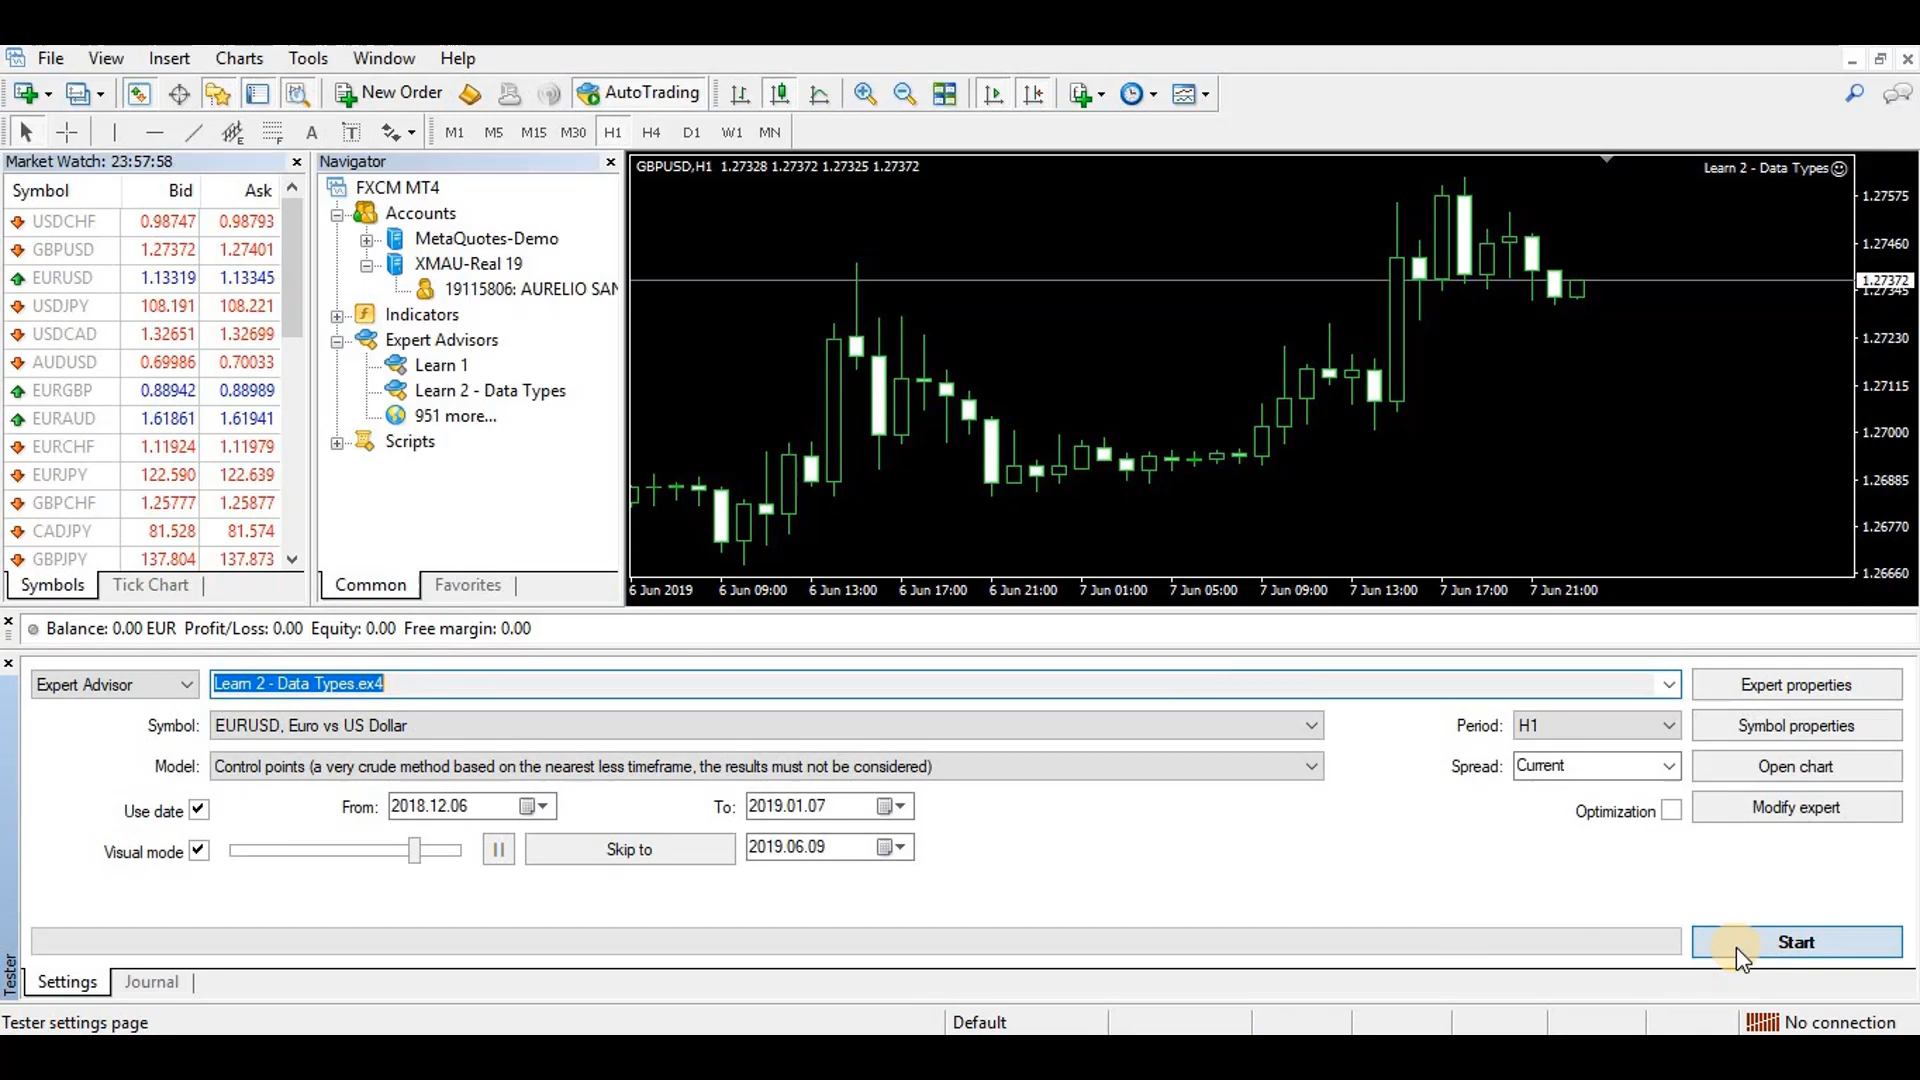 File View Insert Charts Tools Window Help
New Order AutoTrading
A T M1 M5 M15 M30 H1 H4 D1 W1 MN
Market Watch: 23:57:58
Symbol Bid Ask
USDCHF 0.98747 0.98793
GBPUSD 1.27372 1.27401
EURUSD 1.13319 1.13345
USDJPY 108.191 108.221
USDCAD 1.32651 1.32699
AUDUSD 0.69986 0.70033
EURGBP 0.88942 0.88989
EURAUD 1.61861 1.61941
EURCHF 1.11924 1.11979
EURJPY 122.590 122.639
GBPCHF 1.25777 1.25877
CADJPY 81.528 81.574
GBPJPY 137.804 137.873
Symbols Tick Chart
Navigator
FXCM MT4
Accounts
MetaQuotes-Demo
XMAU-Real 19
19115806: AURELIO SAN
Indicators
Expert Advisors
Learn 1
Learn 2 - Data Types
951 more...
Scripts
Common Favorites
GBPUSD,H1 1.27328 1.27372 1.27325 1.27372
Learn 2 - Data Types
1.27575
1.27460
1.27372
1.27345
1.27230
1.27115
1.27000
1.26885
1.26770
1.26660
6 Jun 2019 6 Jun 09:00 6 Jun 13:00 6 Jun 17:00 6 Jun 21:00 7 Jun 01:00 7 Jun 05:00 7 Jun 09:00 7 Jun 13:00 7 Jun 17:00 7 Jun 21:00
Balance: 0.00 EUR Profit/Loss: 0.00 Equity: 0.00 Free margin: 0.00
Expert Advisor Learn 2 - Data Types.ex4 Expert properties
Symbol: EURUSD, Euro vs US Dollar Period: H1 Symbol properties
Model: Control points (a very crude method based on the nearest less timeframe, the results must not be considered) Spread: Current Open chart
Use date From: 2018.12.06 To: 2019.01.07 Optimization Modify expert
Visual mode Skip to 2019.06.09
Start
Tester
Settings Journal
Tester settings page Default No connection